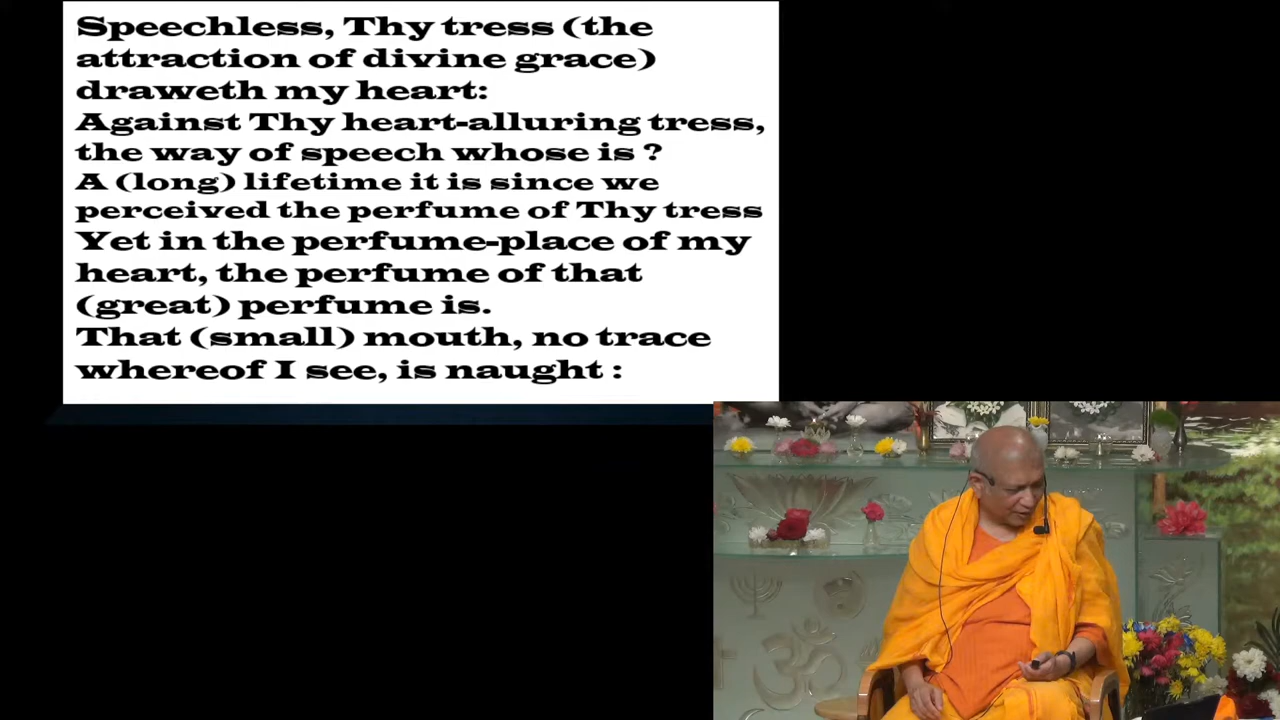 Speechless, Thy tress (the
attraction of divine grace)
draweth my heart:
Against Thy heart-alluring tress,
the way of speech whose is ?
A (long) lifetime it is since we
perceived the perfume of Thy tress
Yet in the perfume-place of my
heart, the perfume of that
(great) perfume is.
That (small) mouth, no trace
whereof I see, is naught :